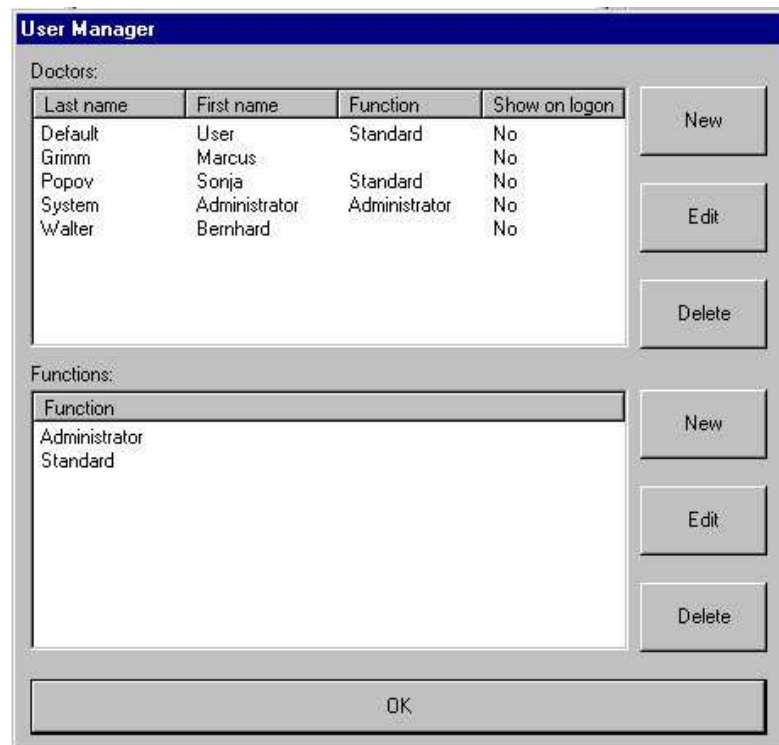 User Manager
Doctors:
Last name First name Function Show on logon
Default User Standard No
Grimm Marcus No
Popov Sonja Standard No
System Administrator Administrator No
Walter Bernhard No
New
Edit
Delete
Functions:
Function
Administrator
Standard
New
Edit
Delete
OK